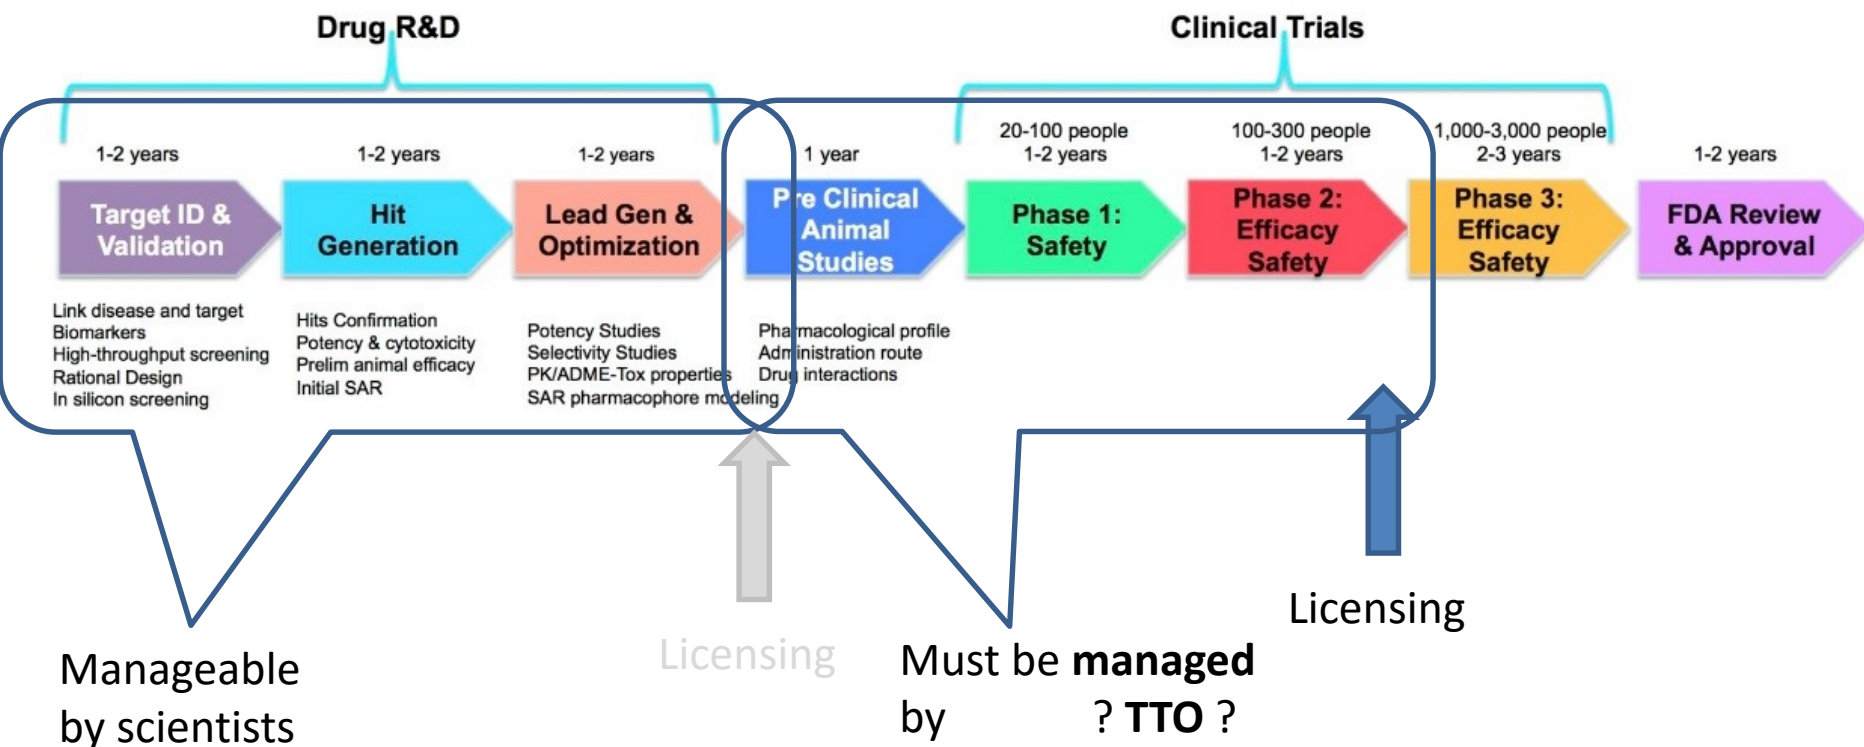 Drug R&D
Clinical Trials
1-2 years
1-2 years
1-2 years
1 year
20-100 people
1-2 years
100-300 people
1-2 years
1,000-3,000 people
2-3 years
1-2 years
Target ID &
Validation
Hit
Generation
Lead Gen &
Optimization
Pre Clinical
Animal
Studies
Phase 1:
Safety
Phase 2:
Efficacy
Safety
Phase 3:
Efficacy
Safety
FDA Review
& Approval
Link disease and target
Biomarkers
High-throughput screening
Rational Design
In silicon screening
Hits Confirmation
Potency & cytotoxicity
Prelim animal efficacy
Initial SAR
Potency Studies
Selectivity Studies
PK/ADME-Tox properties
SAR pharmacophore modeling
Pharmacological profile
Administration route
Drug interactions
Manageable
by scientists
Licensing
Must be managed
by ? TTO ?
Licensing